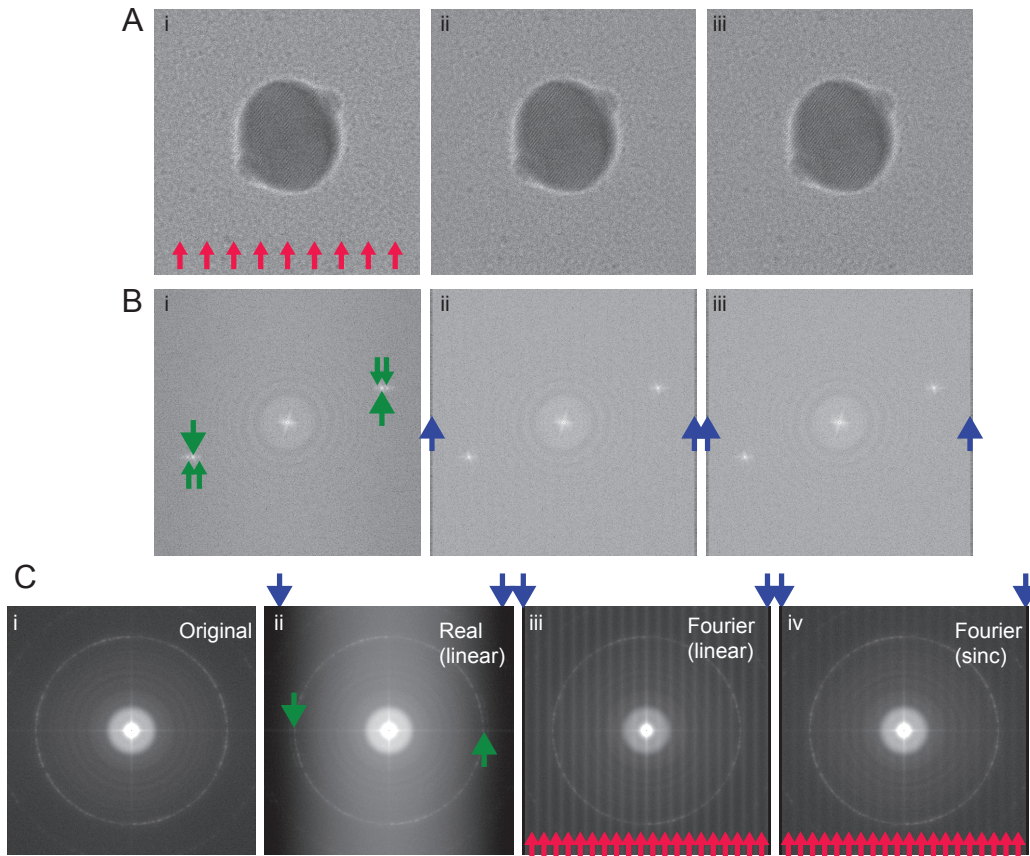 A
i
ii
iii
B
i
ii
iii
C
i
Original
ii
Real
(linear)
iii
Fourier
(linear)
iv
Fourier
(sinc)